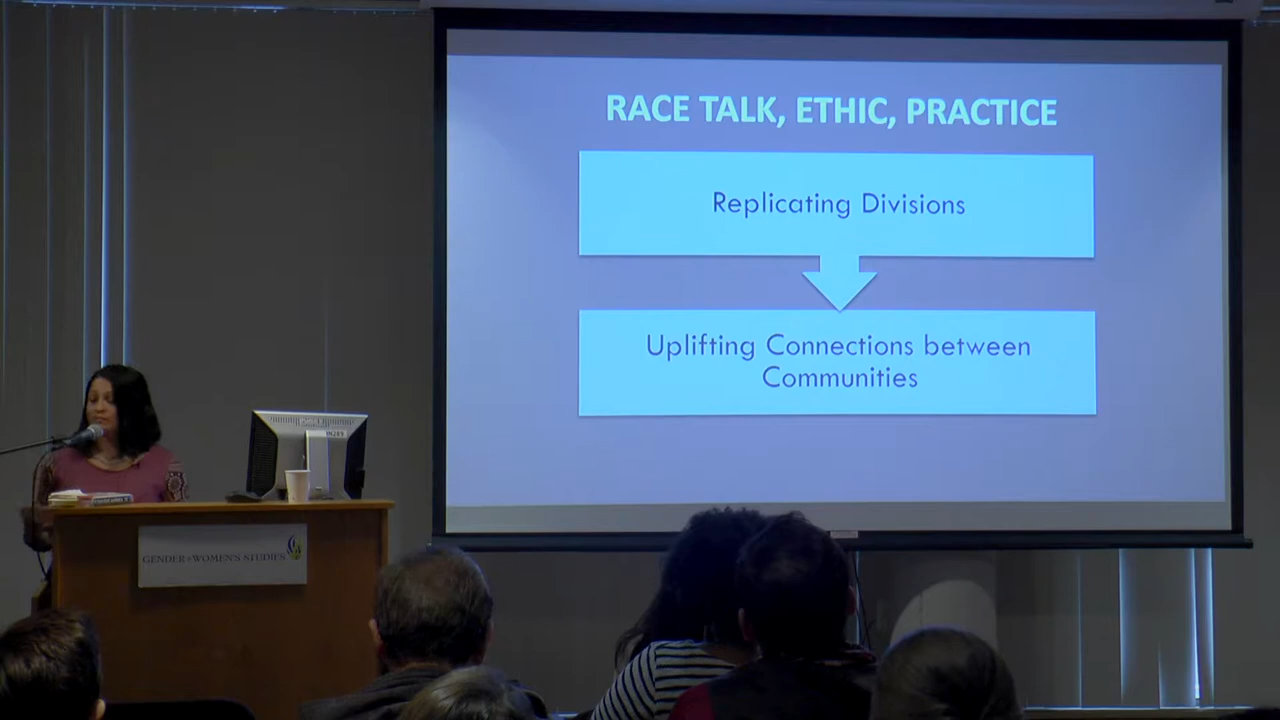 RACE TALK, ETHIC, PRACTICE
Replicating Divisions
Uplifting Connections between
Communities
GENDER & WOMEN'S STUDIES